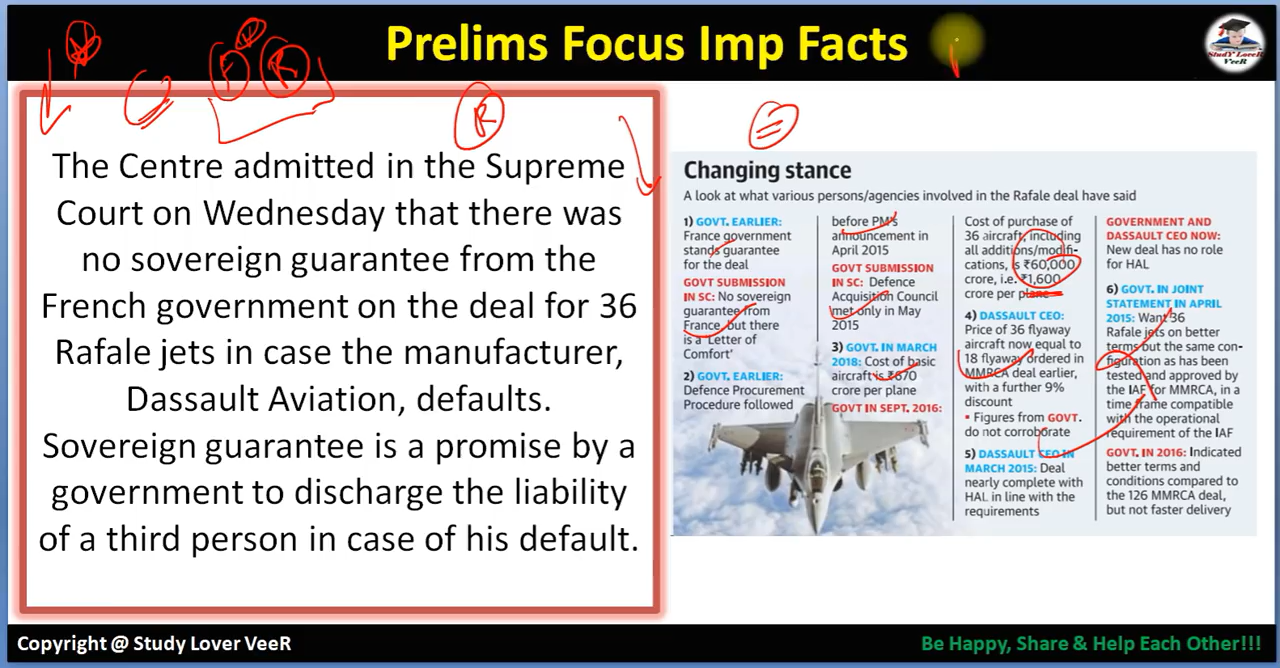 Prelims Focus Imp Facts
StudY LoveR
VeeR
The Centre admitted in the Supreme
Court on Wednesday that there was
no sovereign guarantee from the
French government on the deal for 36
Rafale jets in case the manufacturer,
Dassault Aviation, defaults.
Sovereign guarantee is a promise by a
government to discharge the liability
of a third person in case of his default.
R
R
Changing stance
A look at what various persons/agencies involved in the Rafale deal have said
1) GOVT. EARLIER:
France government
stands guarantee
for the deal
GOVT SUBMISSION
IN SC: No sovereign
guarantee from
France, but there
is a 'Letter of
Comfort'
2) GOVT. EARLIER:
Defence Procurement
Procedure followed
before PM's
announcement in
April 2015
GOVT SUBMISSION
IN SC: Defence
Acquisition Council
met only in May
2015
3) GOVT. IN MARCH
2018: Cost of basic
aircraft is ₹670
crore per plane
GOVT IN SEPT. 2016:
Cost of purchase of
36 aircraft, including
all additions/modifi-
cations, is ₹60,000
crore, i.e. ₹1,600
crore per plane
4) DASSAULT CEO:
Price of 36 flyaway
aircraft now equal to
18 flyaway ordered in
MMRCA deal earlier,
with a further 9%
discount
• Figures from GOVT.
do not corroborate
5) DASSAULT CEO IN
MARCH 2015: Deal
nearly complete with
HAL in line with the
requirements
GOVERNMENT AND
DASSAULT CEO NOW:
New deal has no role
for HAL
6) GOVT. IN JOINT
STATEMENT IN APRIL
2015: Want 36
Rafale jets on better
terms but the same con-
figuration as has been
tested and approved by
the IAF for MMRCA, in a
time frame compatible
with the operational
requirement of the IAF
GOVT. IN 2016: Indicated
better terms and
conditions compared to
the 126 MMRCA deal,
but not faster delivery
Copyright @ Study Lover VeeR
Be Happy, Share & Help Each Other!!!